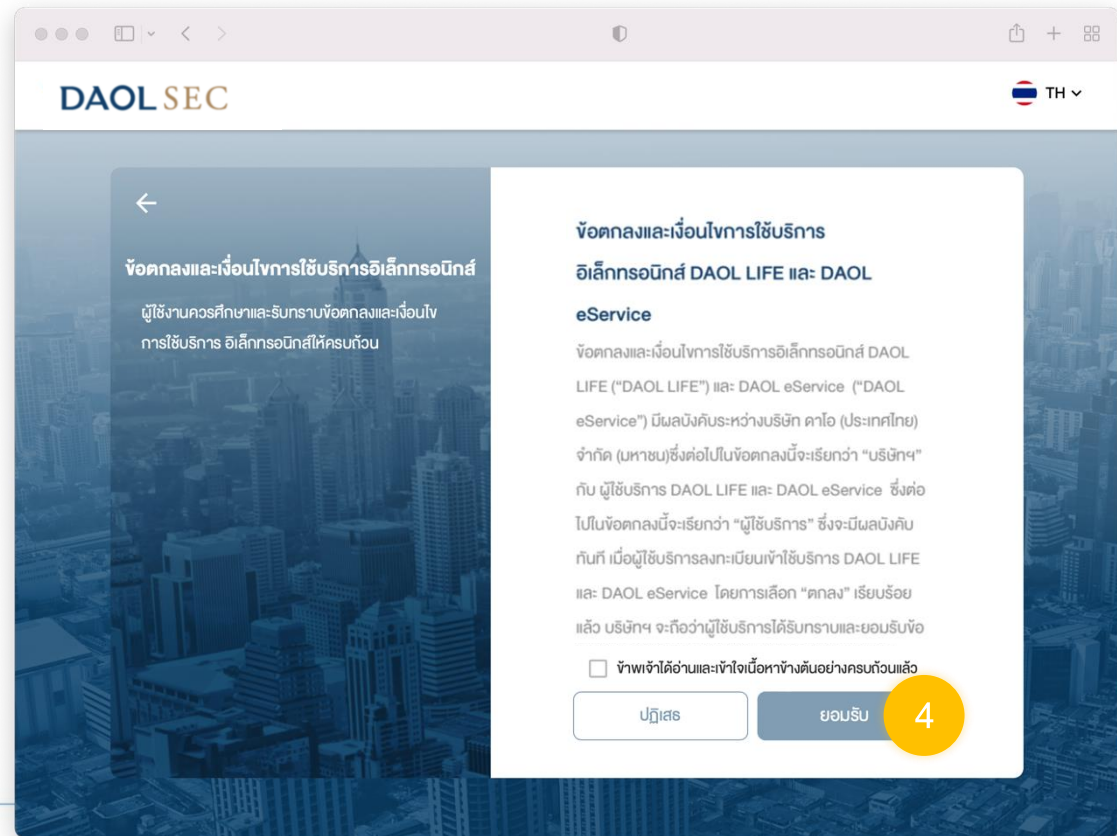 DAOL SEC
TH
ข้อตกลงและเงื่อนไขการใช้บริการอิเล็กทรอนิกส์
ผู้ใช้งานควรศึกษาและรับทราบข้อตกลงและเงื่อนไข
การใช้บริการ อิเล็กทรอนิกส์ให้ครบถ้วน
ข้อตกลงและเงื่อนไขการใช้บริการ
อิเล็กทรอนิกส์ DAOL LIFE และ DAOL
eService
ข้อตกลงและเงื่อนไขการใช้บริการอิเล็กทรอนิกส์ DAOL
LIFE (“DAOL LIFE”) และ DAOL eService (“DAOL
eService”) มีผลบังคับระหว่างบริษัท ดาโอ (ประเทศไทย)
จำกัด (มหาชน)ซึ่งต่อไปในข้อตกลงนี้จะเรียกว่า “บริษัทฯ”
กับ ผู้ใช้บริการ DAOL LIFE และ DAOL eService ซึ่งต่อ
ไปในข้อตกลงนี้จะเรียกว่า “ผู้ใช้บริการ” ซึ่งจะมีผลบังคับ
ทันที เมื่อผู้ใช้บริการลงทะเบียนเข้าใช้บริการ DAOL LIFE
และ DAOL eService โดยการเลือก “ตกลง” เรียบร้อย
แล้ว บริษัทฯ จะถือว่าผู้ใช้บริการได้รับทราบและยอมรับข้อ
ข้าพเจ้าได้อ่านและเข้าใจเนื้อหาข้างต้นอย่างครบถ้วนแล้ว
ปฏิเสธ
ยอมรับ
4